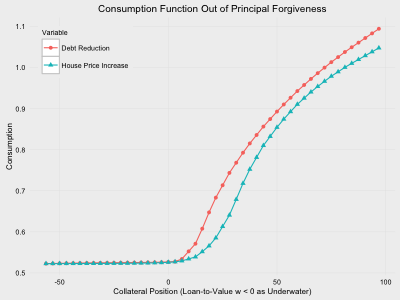 Consumption Function Out of Principal Forgiveness
Variable
Debt Reduction
House Price Increase
Consumption
1.1
1.0
0.9
0.8
0.7
0.6
0.5
-50
0
50
100
Collateral Position (Loan-to-Value w < 0 as Underwater)